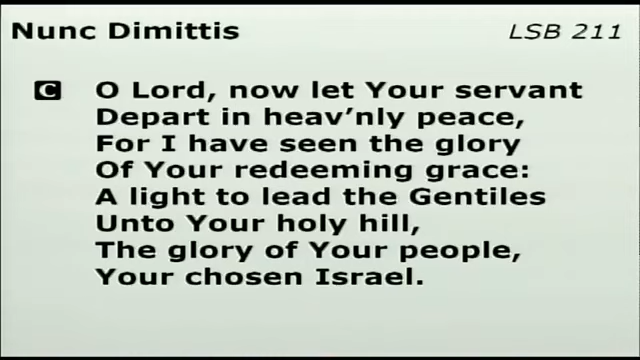 Nunc Dimittis LSB 211
C O Lord, now let Your servant
Depart in heav'nly peace,
For I have seen the glory
Of Your redeeming grace:
A light to lead the Gentiles
Unto Your holy hill,
The glory of Your people,
Your chosen Israel.